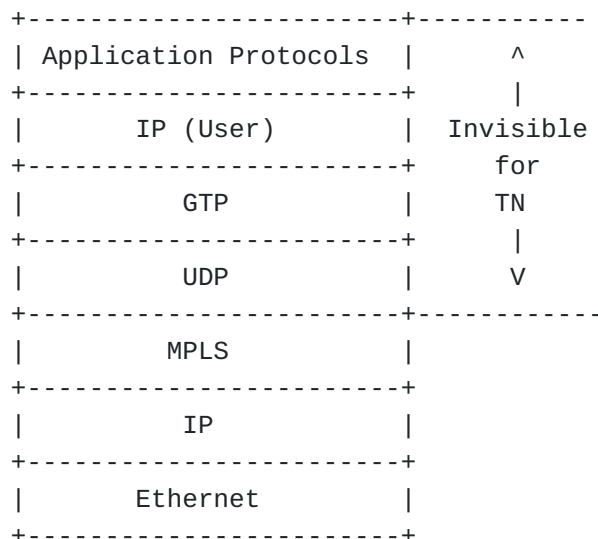 +------------------------+-----------
| Application Protocols  |      ^
+------------------------+      |
|       IP (User)        |  Invisible
+------------------------+     for
|          GTP           |     TN
+------------------------+      |
|          UDP           |      V
+------------------------+------------
|         MPLS           |
+------------------------+
|          IP            |
+------------------------+
|       Ethernet         |
+------------------------+